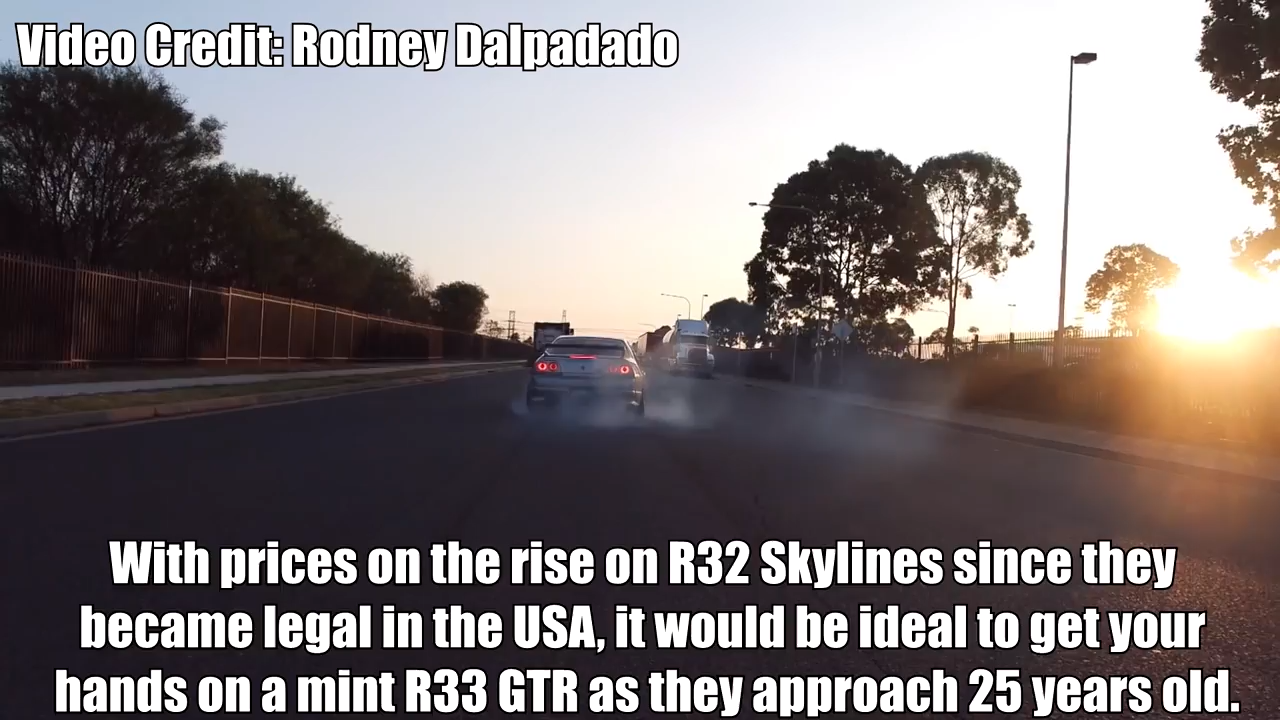 Video Credit: Rodney Dalpadado
With prices on the rise on R32 Skylines since they
became legal in the USA, it would be ideal to get your
hands on a mint R33 GTR as they approach 25 years old.